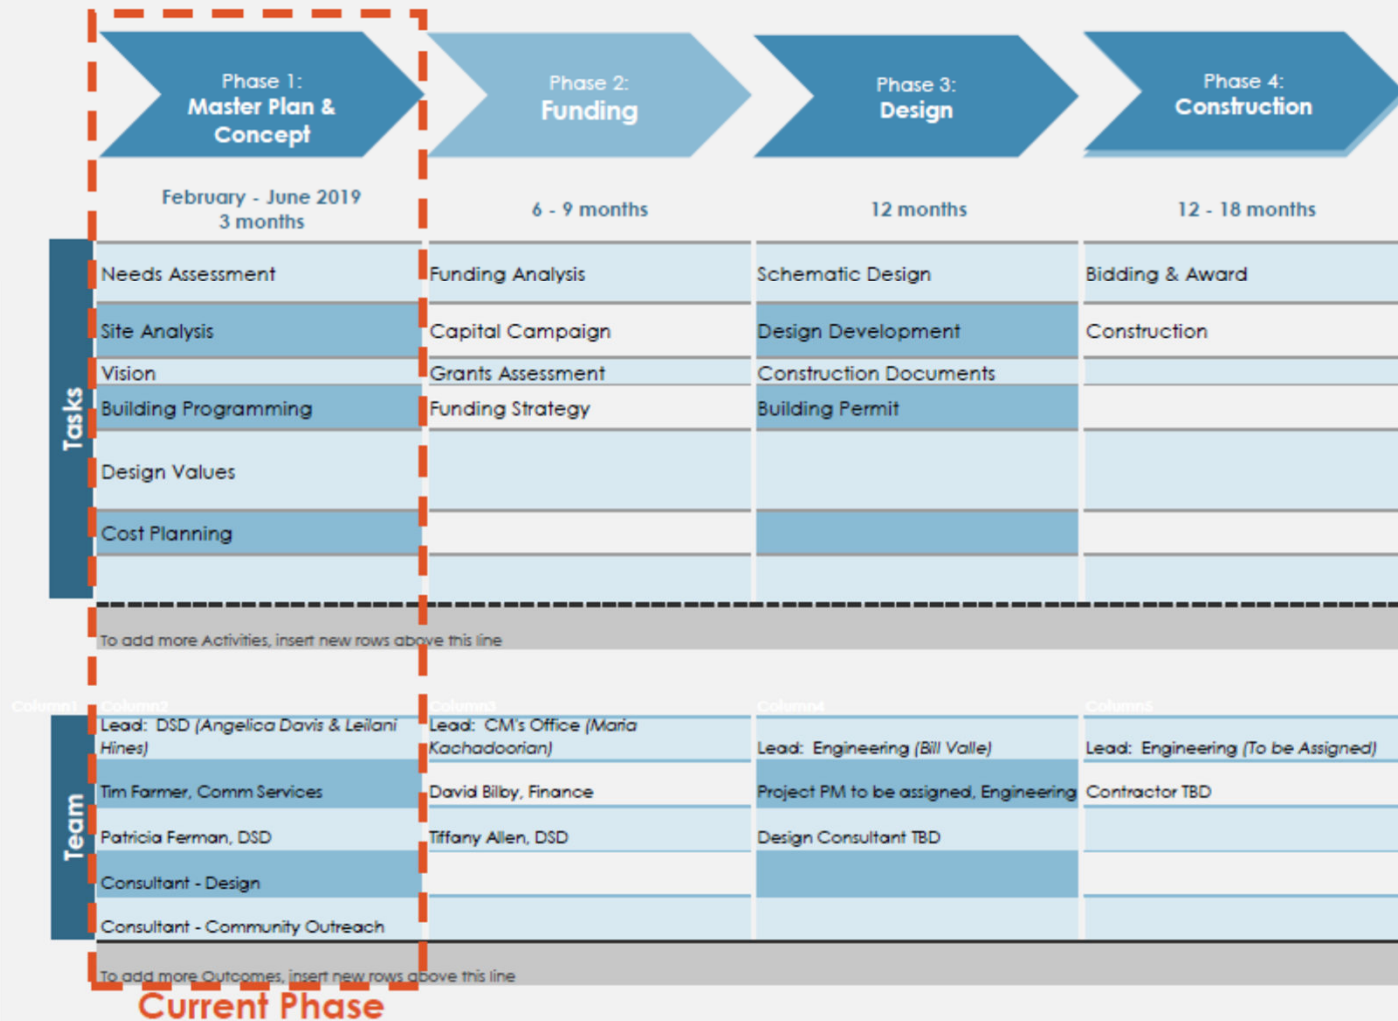 Phase 1:
Master Plan &
Concept
Phase 2:
Funding
Phase 3:
Design
Phase 4:
Construction
February - June 2019
3 months
6 - 9 months
12 months
12 - 18 months
Tasks
Needs Assessment
Funding Analysis
Schematic Design
Bidding & Award
Site Analysis
Capital Campaign
Design Development
Construction
Vision
Grants Assessment
Construction Documents
Building Programming
Funding Strategy
Building Permit
Design Values
Cost Planning
To add more Activities, insert new rows above this line
Column1
Column2
Column3
Column4
Column5
Team
Lead: DSD (Angelica Davis & Leilani
Hines)
Lead: CM's Office (Maria
Kachadoorian)
Lead: Engineering (Bill Valle)
Lead: Engineering (To be Assigned)
Tim Farmer, Comm Services
David Bilby, Finance
Project PM to be assigned, Engineering
Contractor TBD
Patricia Ferman, DSD
Tiffany Allen, DSD
Design Consultant TBD
Consultant - Design
Consultant - Community Outreach
To add more Outcomes, insert new rows above this line
Current Phase